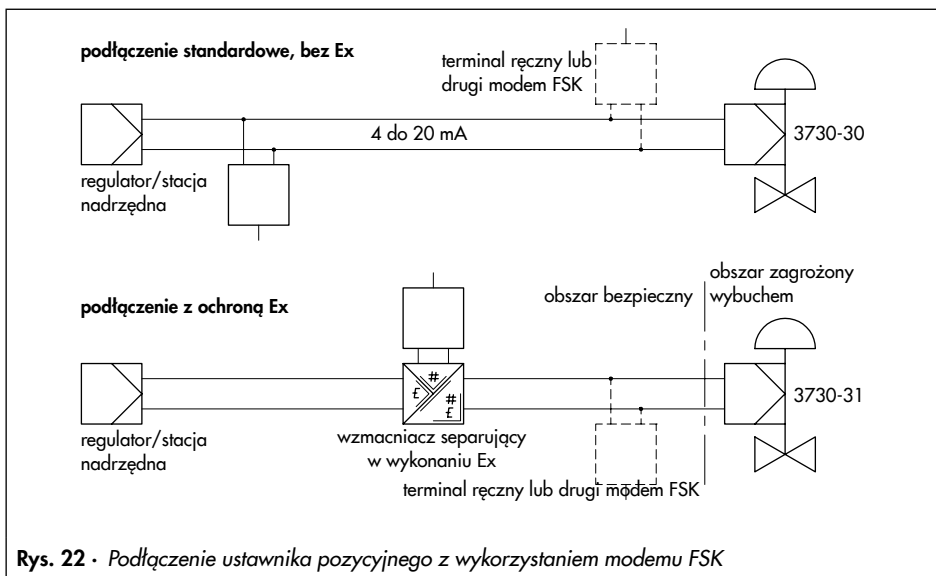 podłączenie standardowe, bez Ex
terminal ręczny lub
drugi modem FSK
4 do 20 mA
3730-30
regulator/stacja
nadrzędna
podłączenie z ochroną Ex
obszar bezpieczny
obszar zagrożony
wybuchem
#
£
#
£
3730-31
regulator/stacja
nadrzędna
wzmacniacz separujący
w wykonaniu Ex
terminal ręczny lub drugi modem FSK
Rys. 22 · Podłączenie ustawnika pozycyjnego z wykorzystaniem modemu FSK